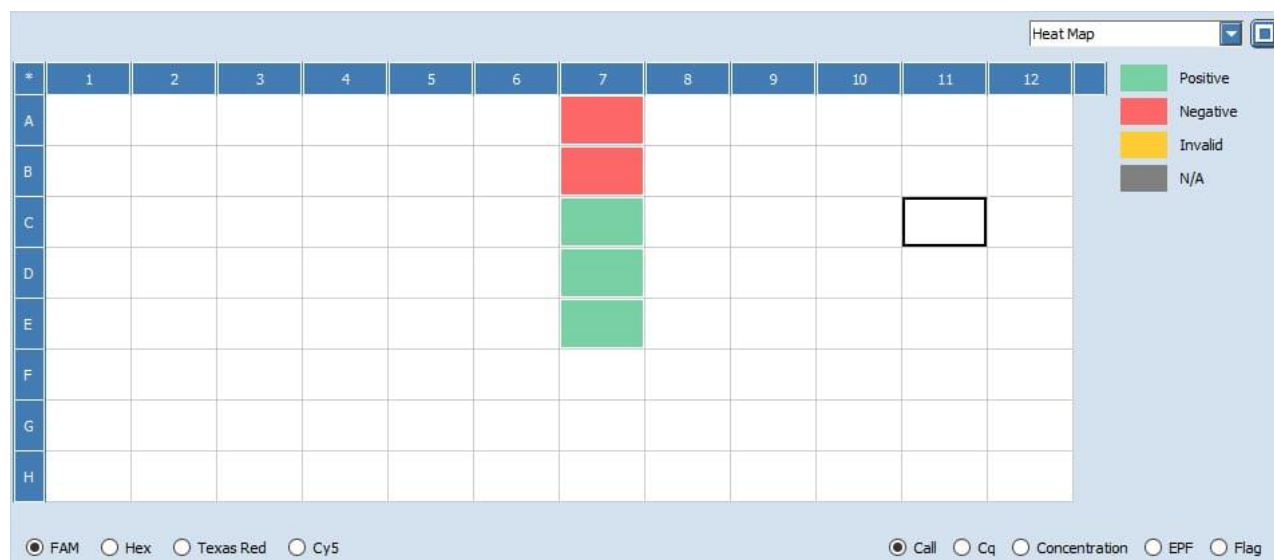 Heat Map
* 1 2 3 4 5 6 7 8 9 10 11 12
Positive
A
Negative
Invalid
B
N/A
C
D
E
F
G
H
FAM Hex Texas Red Cy5 Call Cq Concentration EPF Flag